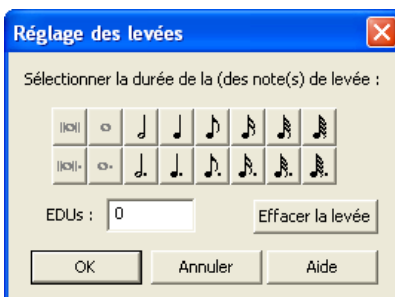 Réglage des levées
Sélectionner la durée de la (des note(s) de levée :
EDUs : 0 Effacer la levée
OK Annuler Aide